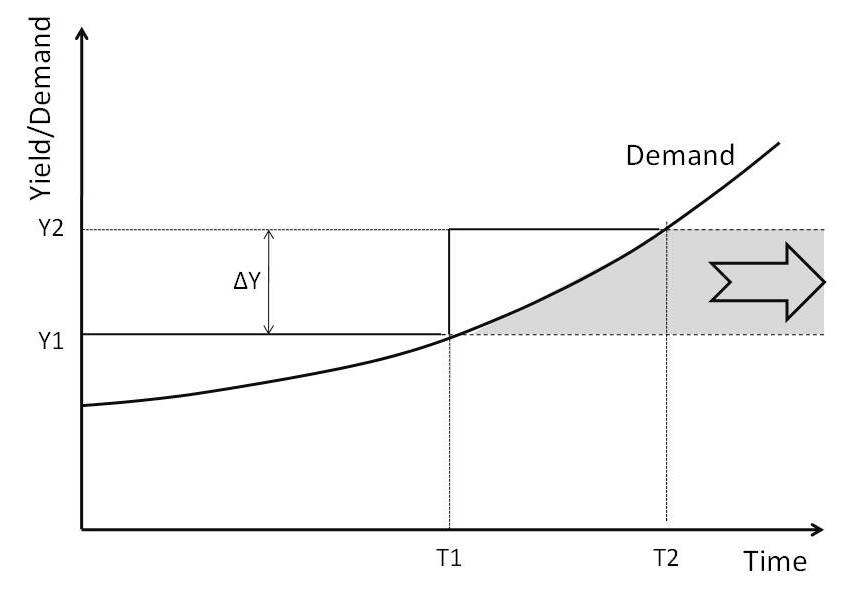 Yield/Demand
Demand
Y2
ΔY
Y1
T1
T2
Time